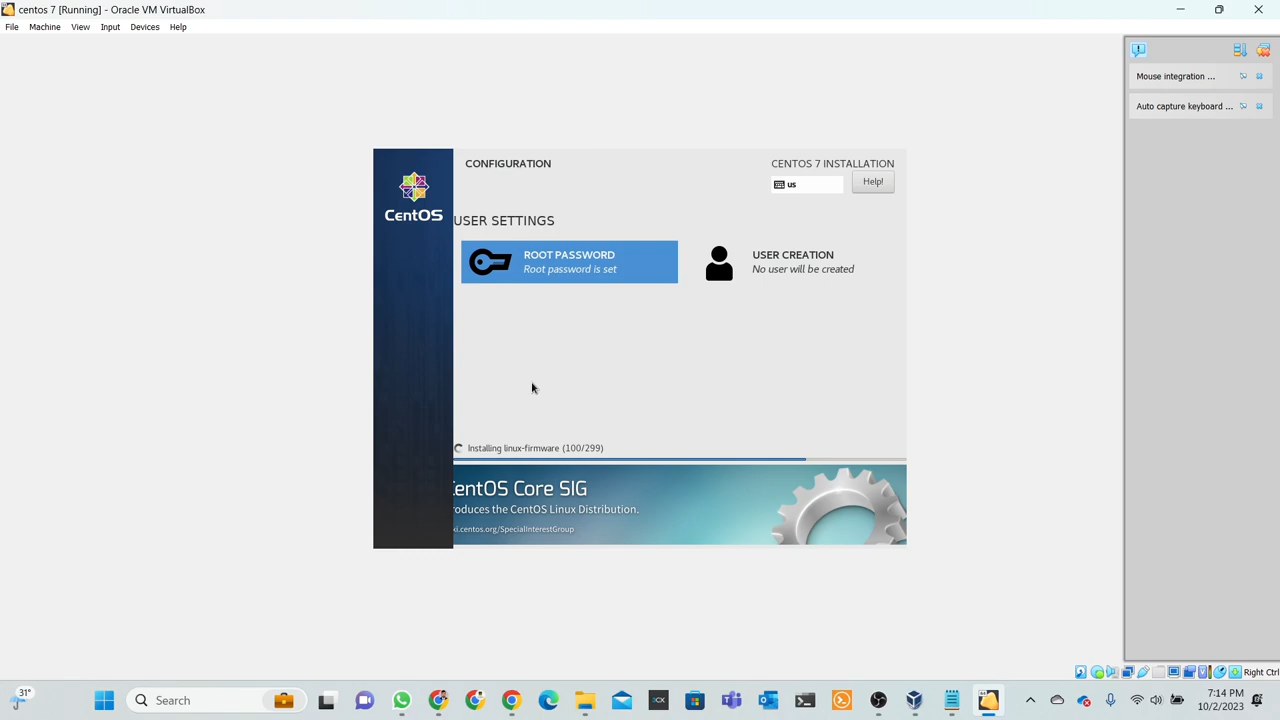 centos 7 [Running] - Oracle VM VirtualBox
File Machine View Input Devices Help
Mouse integration ...
Auto capture keyboard ...
CentOS
CONFIGURATION
CENTOS 7 INSTALLATION
us
Help!
USER SETTINGS
ROOT PASSWORD
Root password is set
USER CREATION
No user will be created
Installing linux-firmware (100/299)
entOS Core SIG
roduces the CentOS Linux Distribution.
ki.centos.org/SpecialInterestGroup
Right Ctrl
31°
Search
7:14 PM
10/2/2023